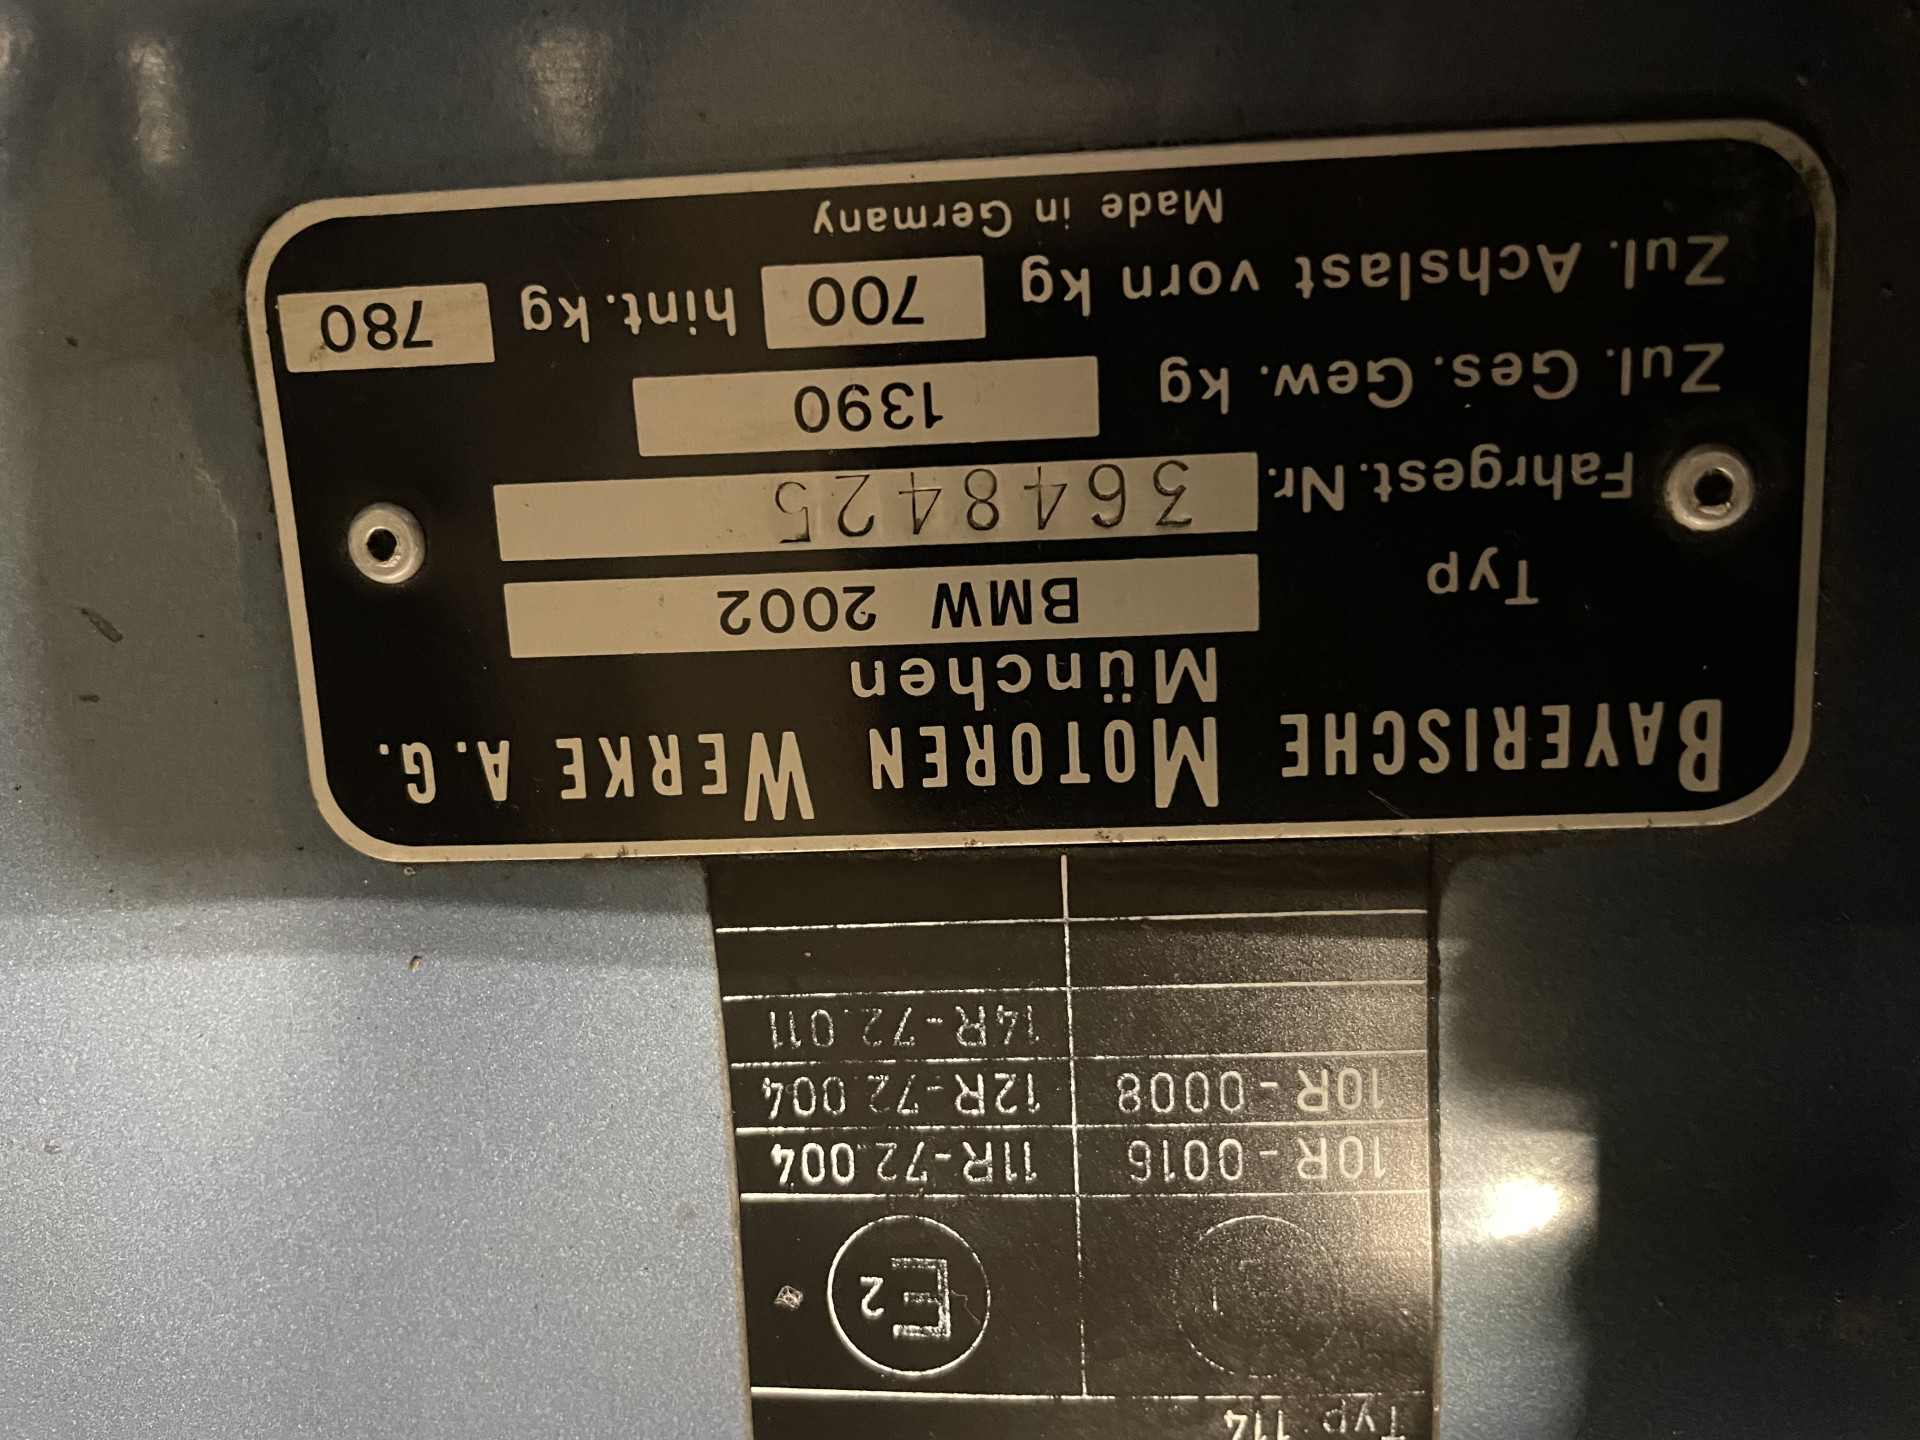 Typ 114
E2
10R-0016 11R-72.004
10R-0008 12R-72.004
14R-72.011
BAYERISCHE MOTOREN WERKE A.G.
München
Typ BMW 2002
Fahrgest.Nr. 3648425
Zul. Ges. Gew. kg 1390
Zul. Achslast vorn kg 700 hint. kg 780
Made in Germany